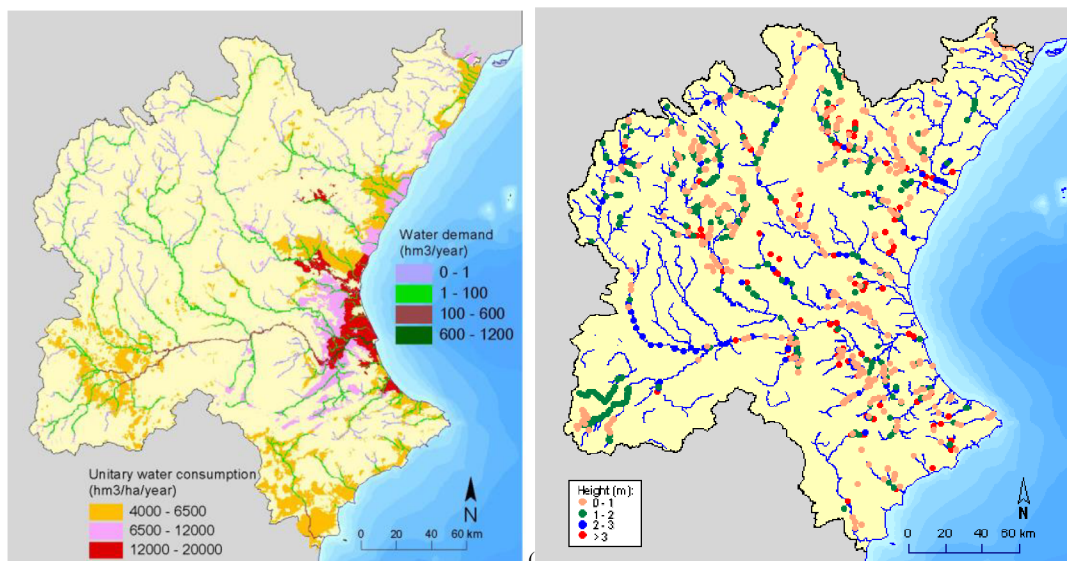 Water demand
(hm3/year)
0 - 1
1 - 100
100 - 600
600 - 1200
Unitary water consumption
(hm3/ha/year)
4000 - 6500
6500 - 12000
12000 - 20000
N
0 20 40 60 km
(
Height (m):
0 - 1
1 - 2
2 - 3
>3
N
0 20 40 60 km